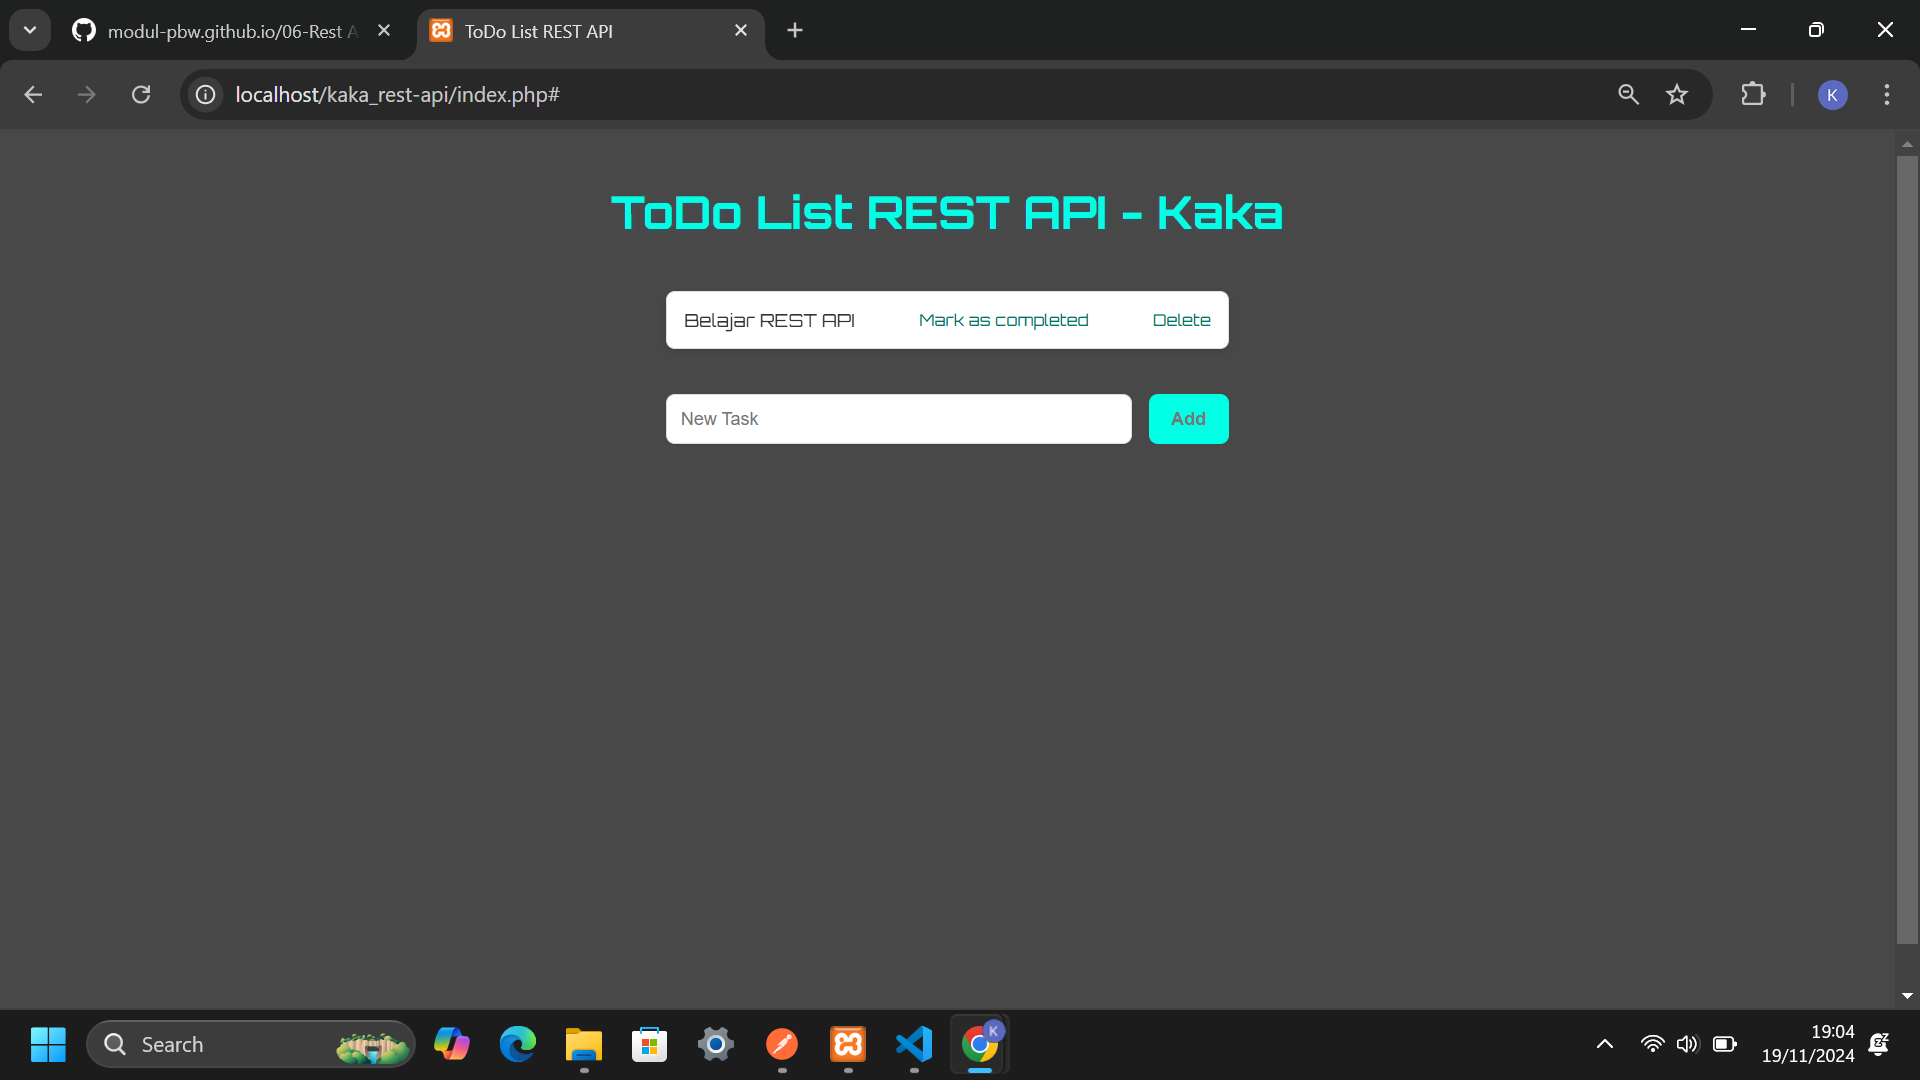 modul-pbw.github.io/06-Rest A
ToDo List REST API
localhost/kaka_rest-api/index.php#
K
ToDo List REST API - Kaka
Belajar REST API Mark as completed Delete
New Task Add
Search
K
19:04
19/11/2024